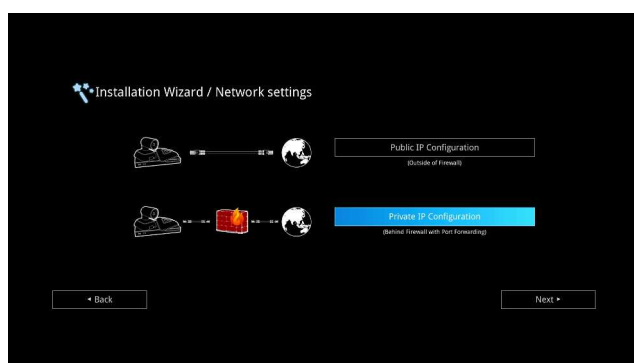 Installation Wizard / Network settings
Public IP Configuration
(Outside of Firewall)
Private IP Configuration
(Behind Firewall with Port Forwarding)
◂ Back
Next ▸